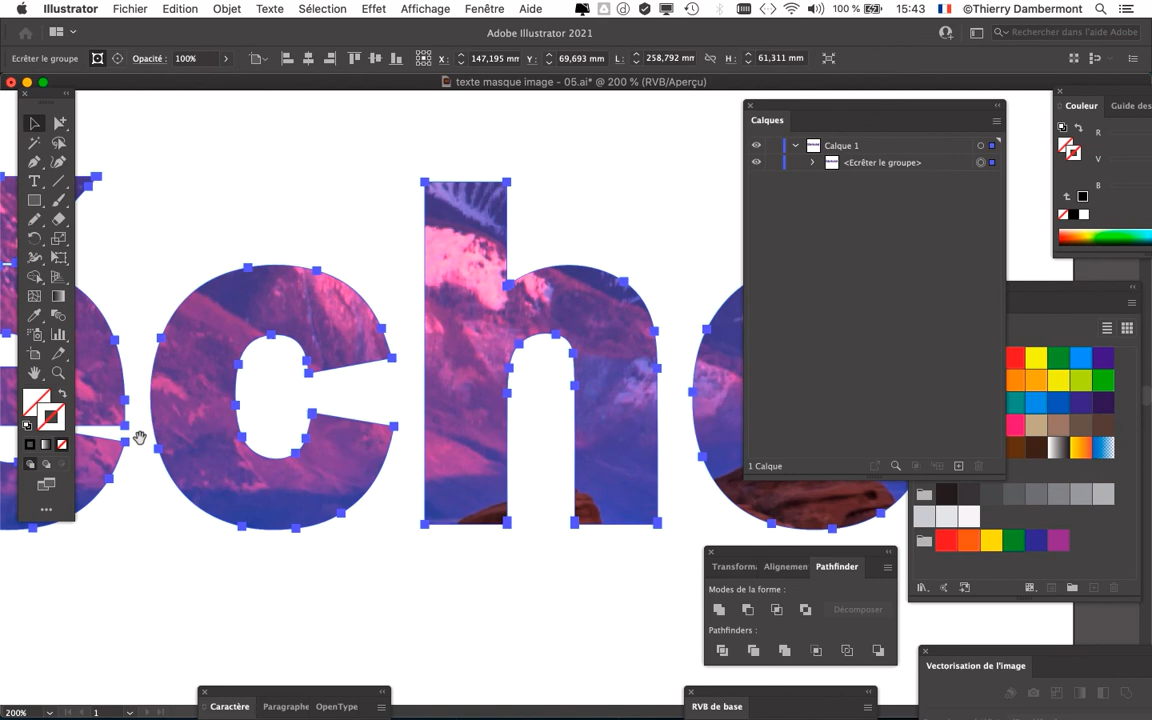 Illustrator Fichier Edition Objet Texte Sélection Effet Affichage Fenêtre Aide 100 % 15:43 ©Thierry Dambermont
Adobe Illustrator 2021
Rechercher dans l'aide Adobe
Ecrêter le groupe Opacité : 100% X : 147,195 mm Y : 69,693 mm L : 258,792 mm H : 61,311 mm
texte masque image - 05.ai* @ 200 % (RVB/Aperçu)
Calques
Calque 1
<Ecrêter le groupe>
1 Calque
Couleur Guide des
R
V
B
echo
Transform Alignemen Pathfinder
Modes de la forme :
Décomposer
Pathfinders :
Vectorisation de l'image
200% 1
Caractère Paragraphe OpenType
RVB de base